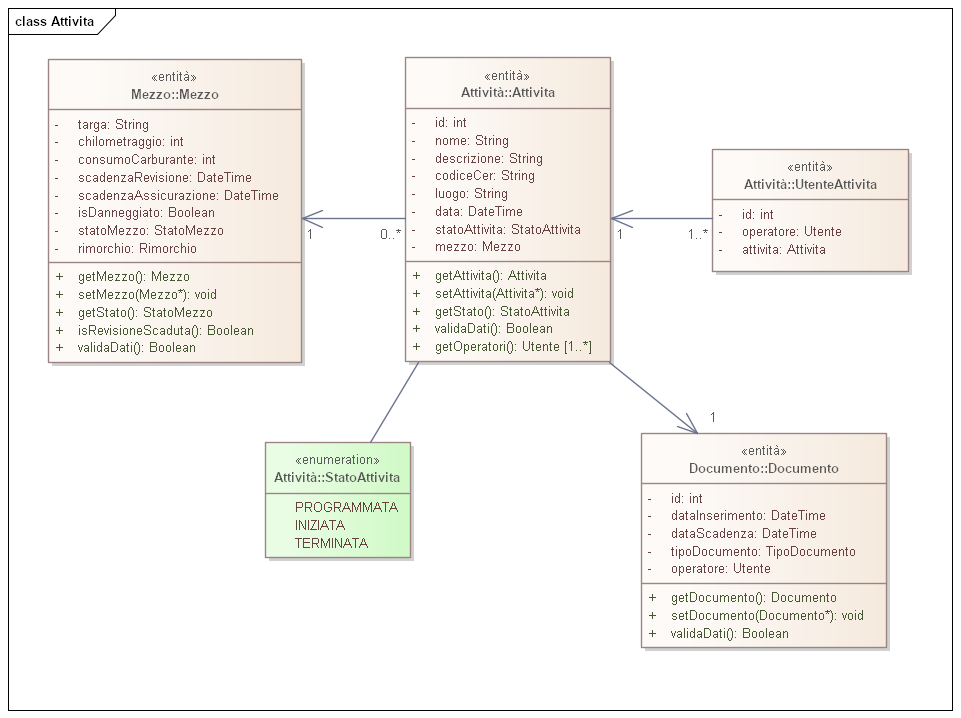 class Attivita
«entità»
Mezzo::Mezzo
- targa: String
- chilometraggio: int
- consumoCarburante: int
- scadenzaRevisione: DateTime
- scadenzaAssicurazione: DateTime
- isDanneggiato: Boolean
- statoMezzo: StatoMezzo
- rimorchio: Rimorchio
+ getMezzo(): Mezzo
+ setMezzo(Mezzo*): void
+ getStato(): StatoMezzo
+ isRevisioneScaduta(): Boolean
+ validaDati(): Boolean
1
0..*
«entità»
Attività::Attivita
- id: int
- nome: String
- descrizione: String
- codiceCer: String
- luogo: String
- data: DateTime
- statoAttivita: StatoAttivita
- mezzo: Mezzo
+ getAttivita(): Attivita
+ setAttivita(Attivita*): void
+ getStato(): StatoAttivita
+ validaDati(): Boolean
+ getOperatori(): Utente [1..*]
1
1..*
«entità»
Attività::UtenteAttivita
- id: int
- operatore: Utente
- attivita: Attivita
«enumeration»
Attività::StatoAttivita
PROGRAMMATA
INIZIATA
TERMINATA
1
«entità»
Documento::Documento
- id: int
- dataInserimento: DateTime
- dataScadenza: DateTime
- tipoDocumento: TipoDocumento
- operatore: Utente
+ getDocumento(): Documento
+ setDocumento(Documento*): void
+ validaDati(): Boolean